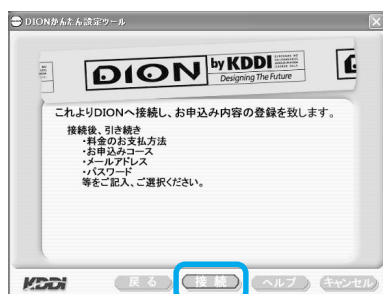 DIONかんたん設定ツール
DION by KDDI
Designing The Future
これよりDIONへ接続し、お申込み内容の登録を致します。
接続後、引き続き
・料金のお支払方法
・お申込みコース
・メールアドレス
・パスワード
等をご記入、ご選択ください。
KDDI 戻る 接続 ヘルプ キャンセル